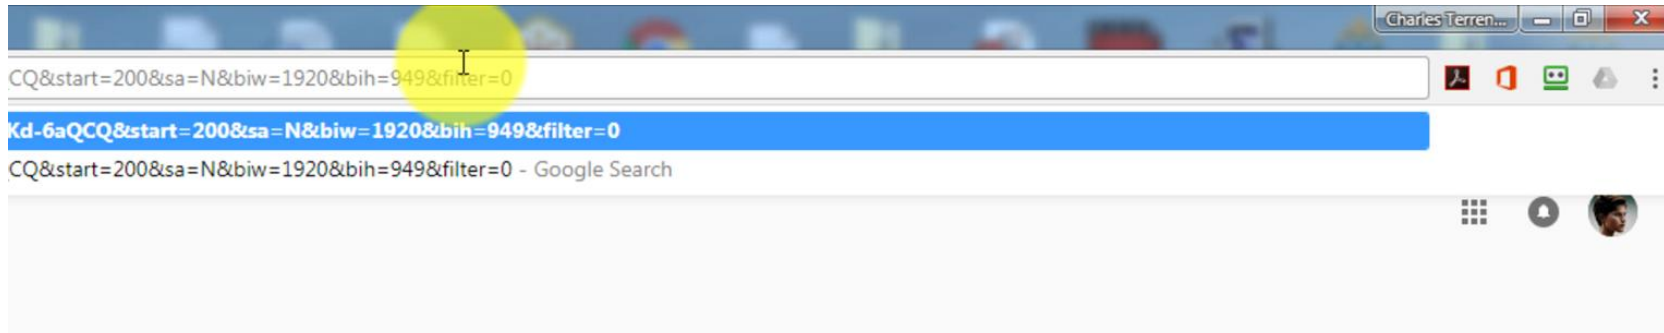 Charles Terren...
CQ&start=200&sa=N&biw=1920&bih=949&filter=0
Kd-6aQCQ&start=200&sa=N&biw=1920&bih=949&filter=0
CQ&start=200&sa=N&biw=1920&bih=949&filter=0 - Google Search